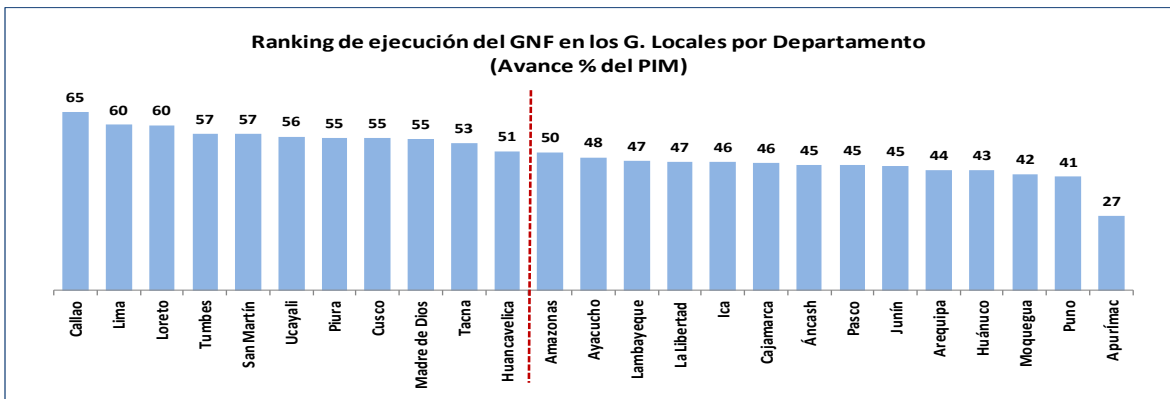 Ranking de ejecución del GNF en los G. Locales por Departamento
(Avance % del PIM)
65 60 60 57 57 56 55 55 55 53 51 50 48 47 47 46 46 45 45 45 44 43 42 41 27
Callao
Lima
Loreto
Tumbes
San Martín
Ucayali
Piura
Cusco
Madre de Dios
Tacna
Huancavelica
Amazonas
Ayacucho
Lambayeque
La Libertad
Ica
Cajamarca
Áncash
Pasco
Junín
Arequipa
Huánuco
Moquegua
Puno
Apurímac